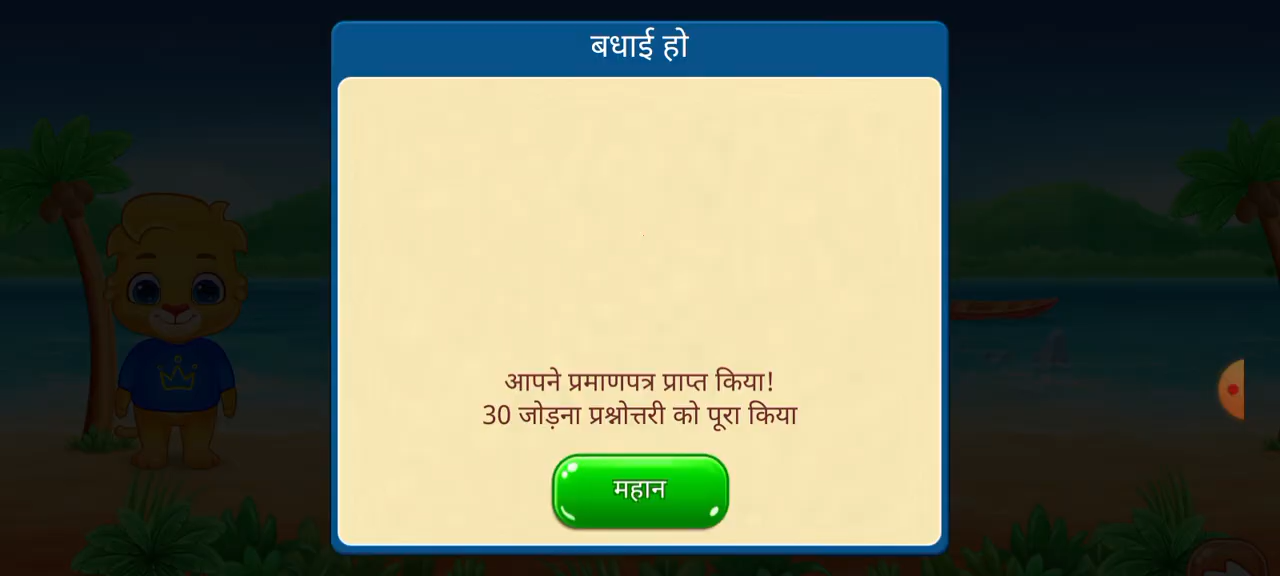 बधाई हो
आपने प्रमाणपत्र प्राप्त किया!
30 जोड़ना प्रश्नोत्तरी को पूरा किया
महान